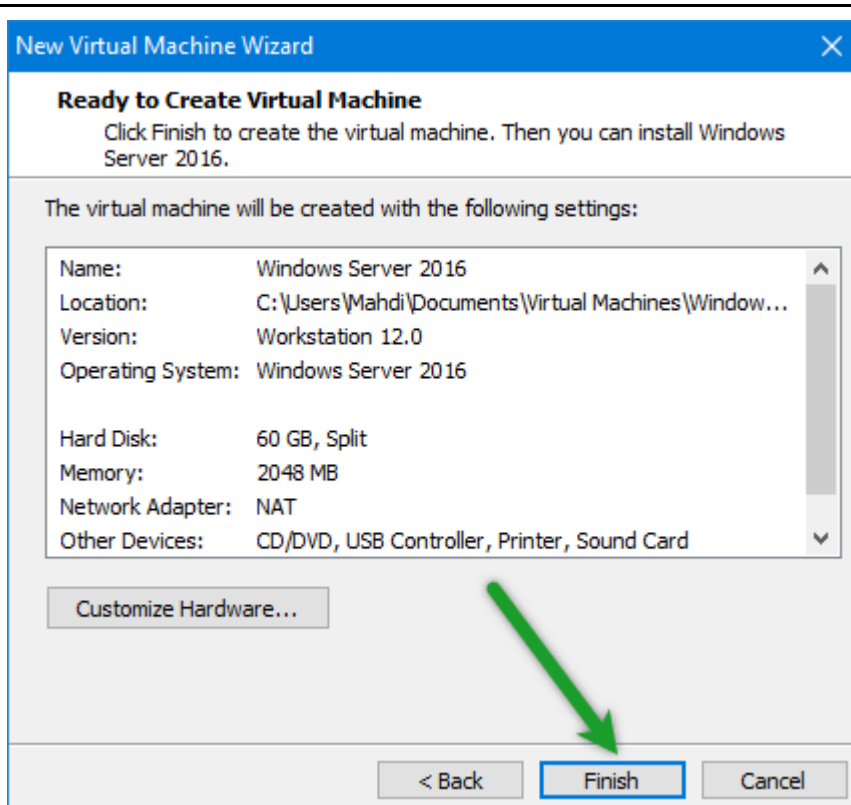 New Virtual Machine Wizard
Ready to Create Virtual Machine
Click Finish to create the virtual machine. Then you can install Windows
Server 2016.
The virtual machine will be created with the following settings:
Name: Windows Server 2016
Location: C:\Users\Mahdi\Documents\Virtual Machines\Window...
Version: Workstation 12.0
Operating System: Windows Server 2016
Hard Disk: 60 GB, Split
Memory: 2048 MB
Network Adapter: NAT
Other Devices: CD/DVD, USB Controller, Printer, Sound Card
Customize Hardware...
< Back Finish Cancel